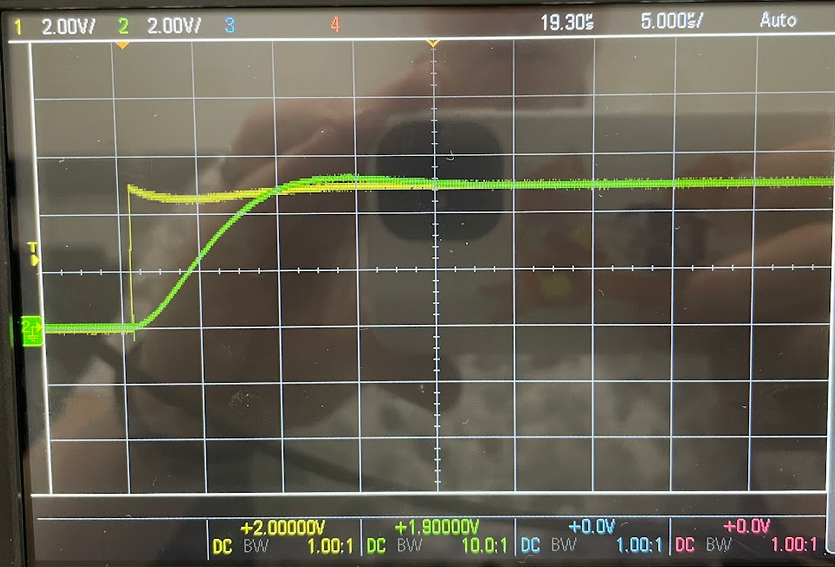 1 2.00V/ 2 2.00V/ 3 4 19.30µs 5.000µs/ Auto
T
2
+2.00000V +1.90000V +0.0V +0.0V
DC BW 1.00:1 DC BW 10.0:1 DC BW 1.00:1 DC BW 1.00:1